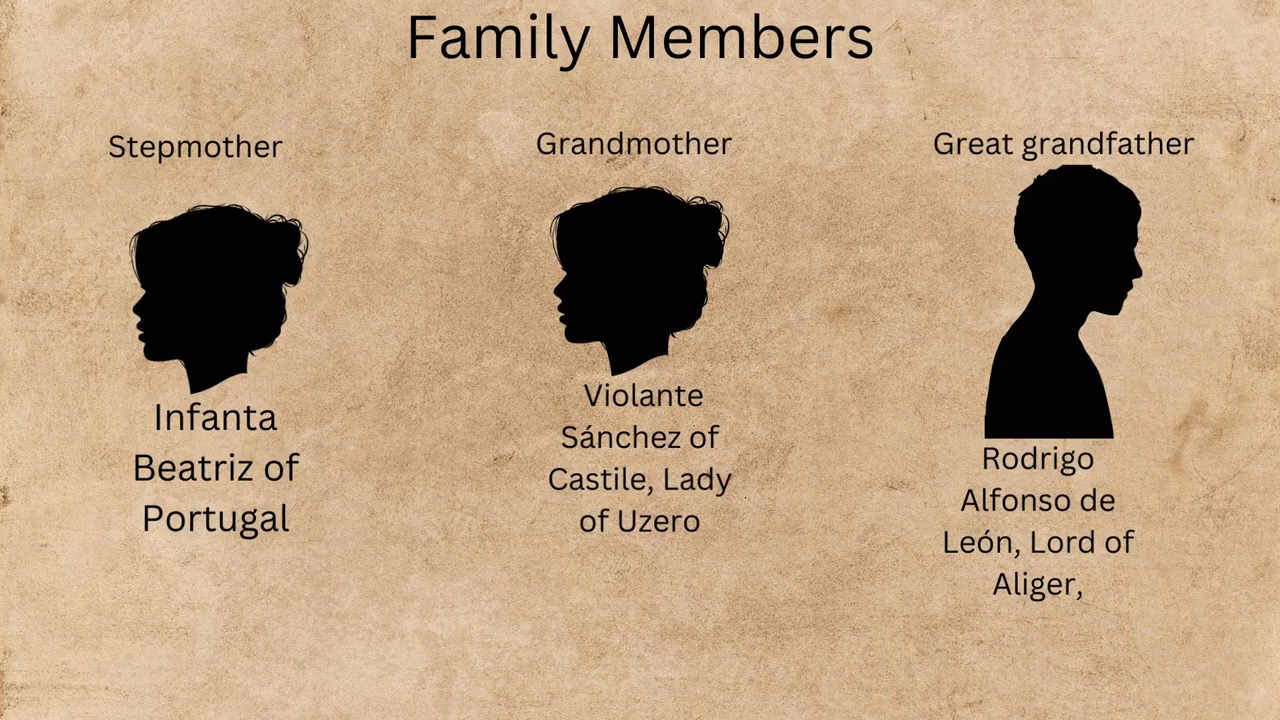 Family Members
Stepmother
Infanta
Beatriz of
Portugal
Grandmother
Violante
Sánchez of
Castile, Lady
of Uzero
Great grandfather
Rodrigo
Alfonso de
León, Lord of
Aliger,